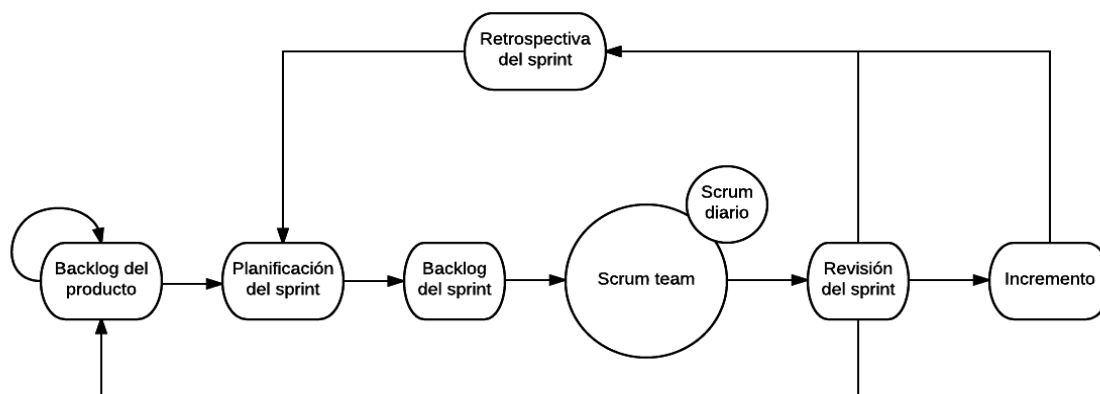 Retrospectiva
del sprint
Scrum
diario
Backlog del
producto
Planificación
del sprint
Backlog
del sprint
Scrum team
Revisión
del sprint
Incremento